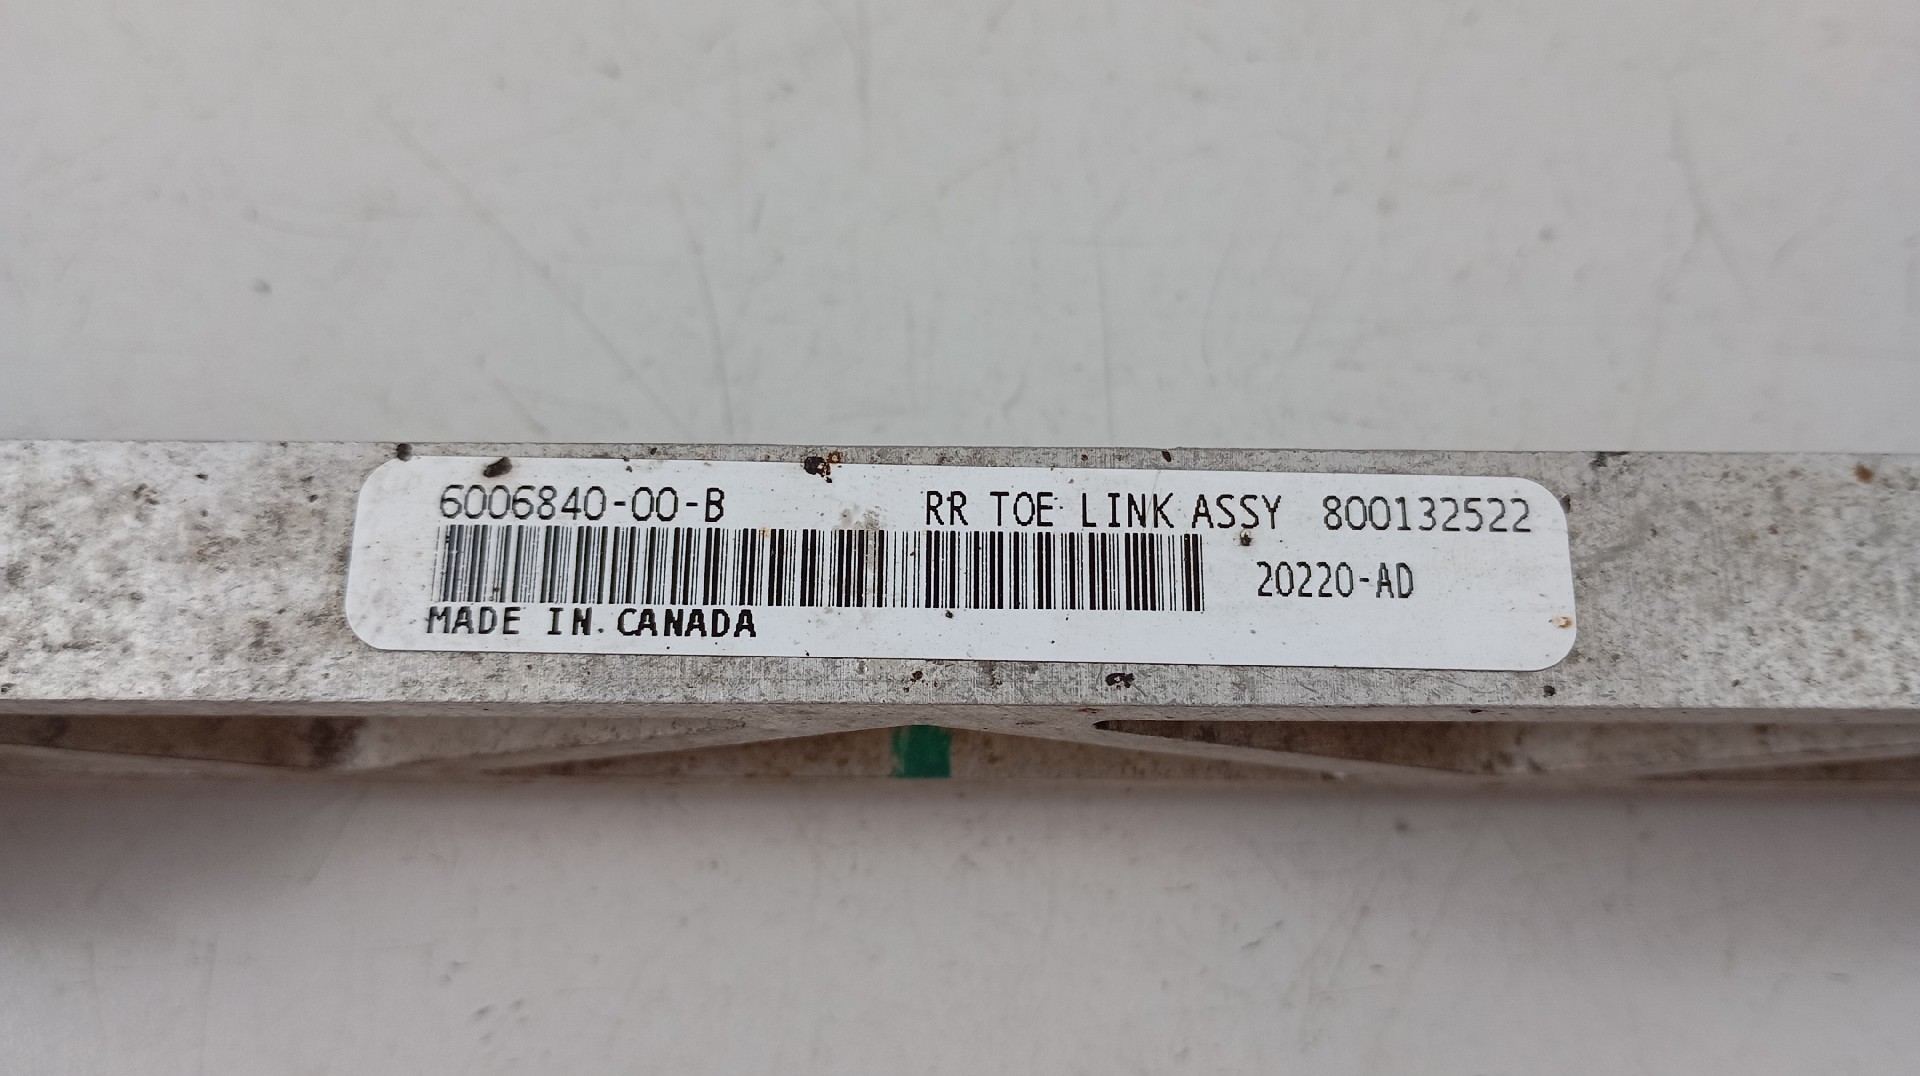 6006840-00-B RR TOE LINK ASSY 800132522
20220-AD
MADE IN CANADA